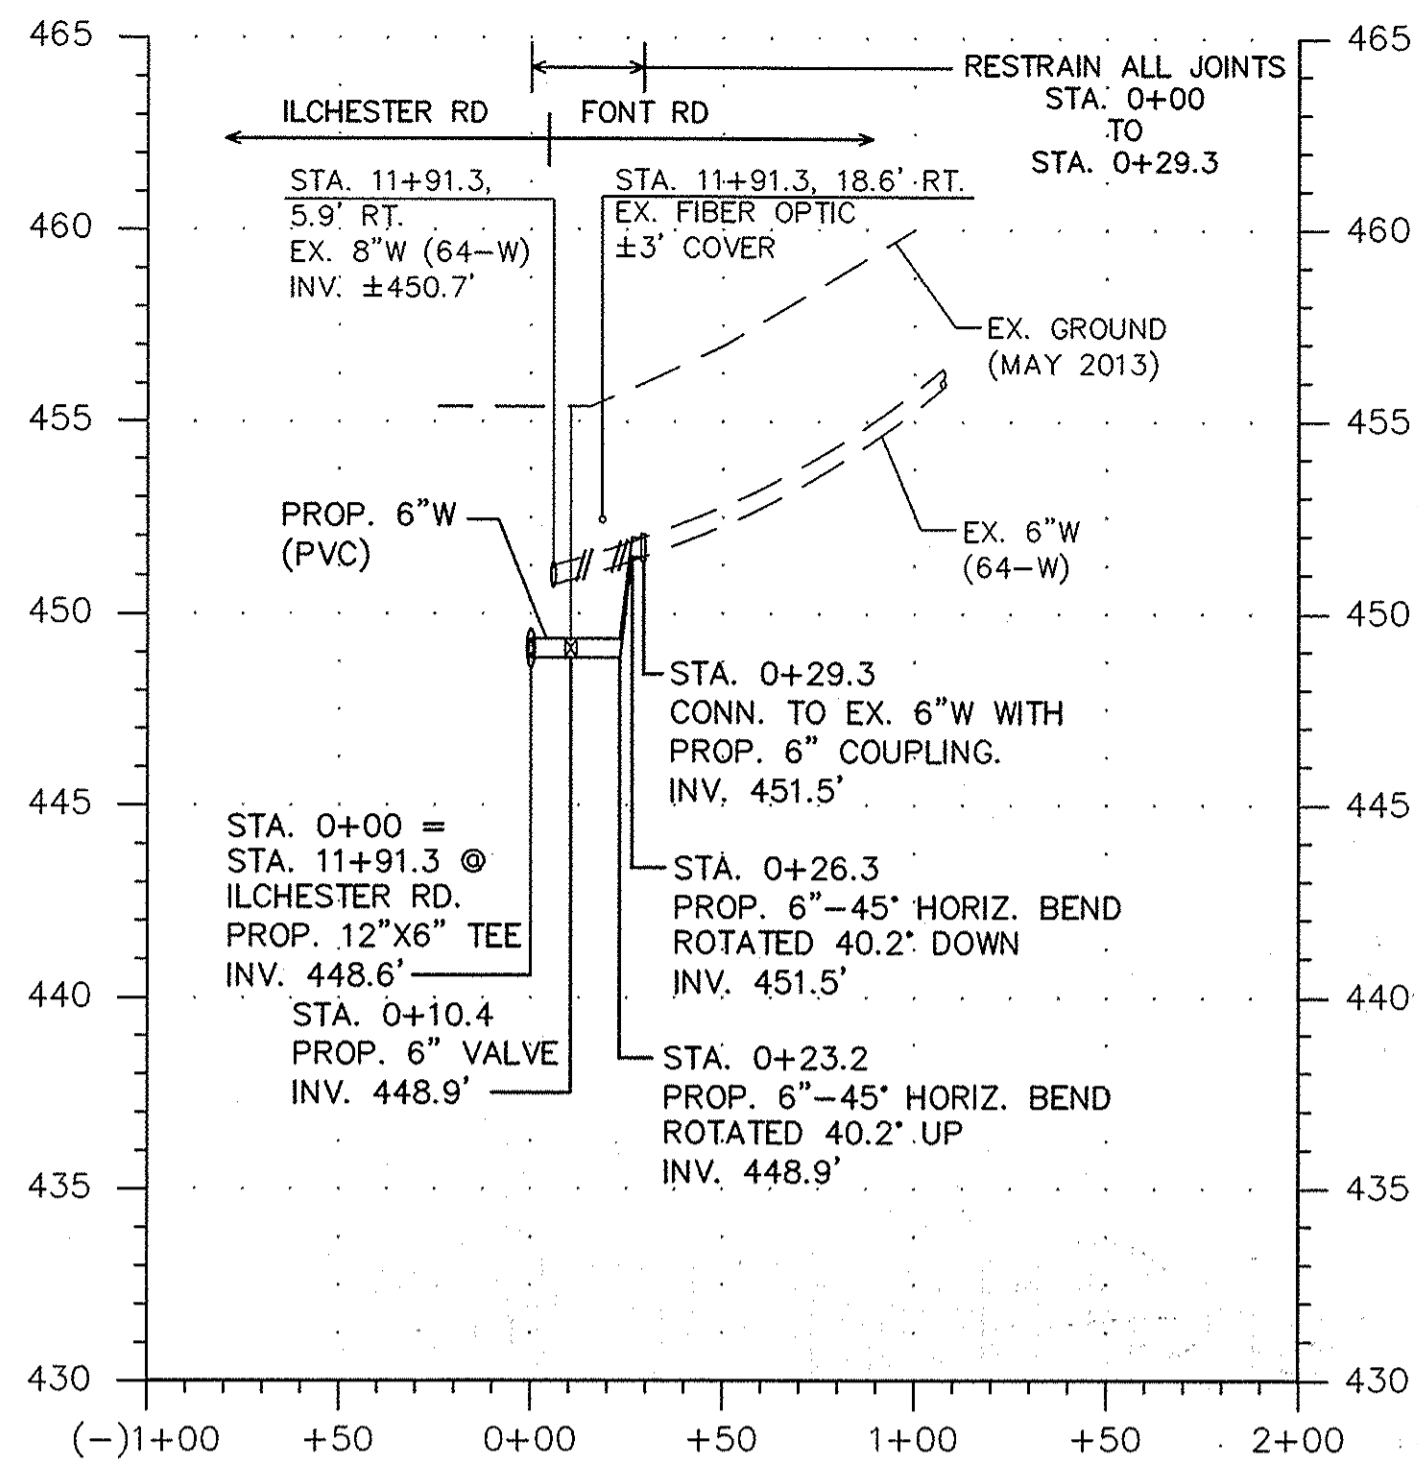 465
465
RESTRAIN ALL JOINTS
STA. 0+00
TO
STA. 0+29.3
ILCHESTER RD
FONT RD
STA. 11+91.3,
5.9' RT.
EX. 8"W (64-W)
INV. ±450.7'
STA. 11+91.3, 18.6' RT.
EX. FIBER OPTIC
±3' COVER
460
460
EX. GROUND
(MAY 2013)
455
455
PROP. 6"W
(PVC)
EX. 6"W
(64-W)
450
450
STA. 0+29.3
CONN. TO EX. 6"W WITH
PROP. 6" COUPLING.
INV. 451.5'
445
445
STA. 0+00 =
STA. 11+91.3 @
ILCHESTER RD.
PROP. 12"X6" TEE
INV. 448.6'
STA. 0+26.3
PROP. 6"-45° HORIZ. BEND
ROTATED 40.2° DOWN
INV. 451.5'
440
440
STA. 0+10.4
PROP. 6" VALVE
INV. 448.9'
STA. 0+23.2
PROP. 6"-45° HORIZ. BEND
ROTATED 40.2° UP
INV. 448.9'
435
435
430
430
(-)1+00
+50
0+00
+50
1+00
+50
2+00